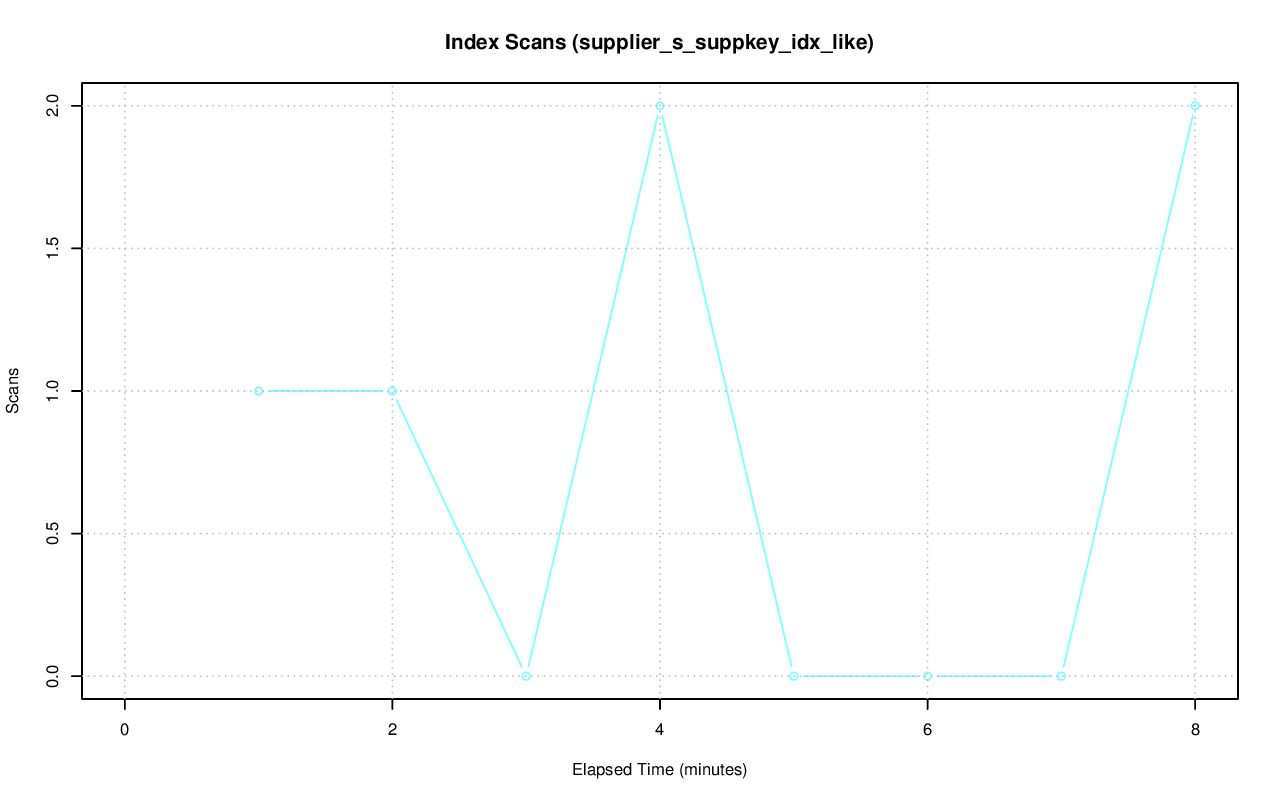 Index Scans (supplier_s_suppkey_idx_like)
2.0
1.5
1.0
0.5
0.0
Scans
0 2 4 6 8
Elapsed Time (minutes)